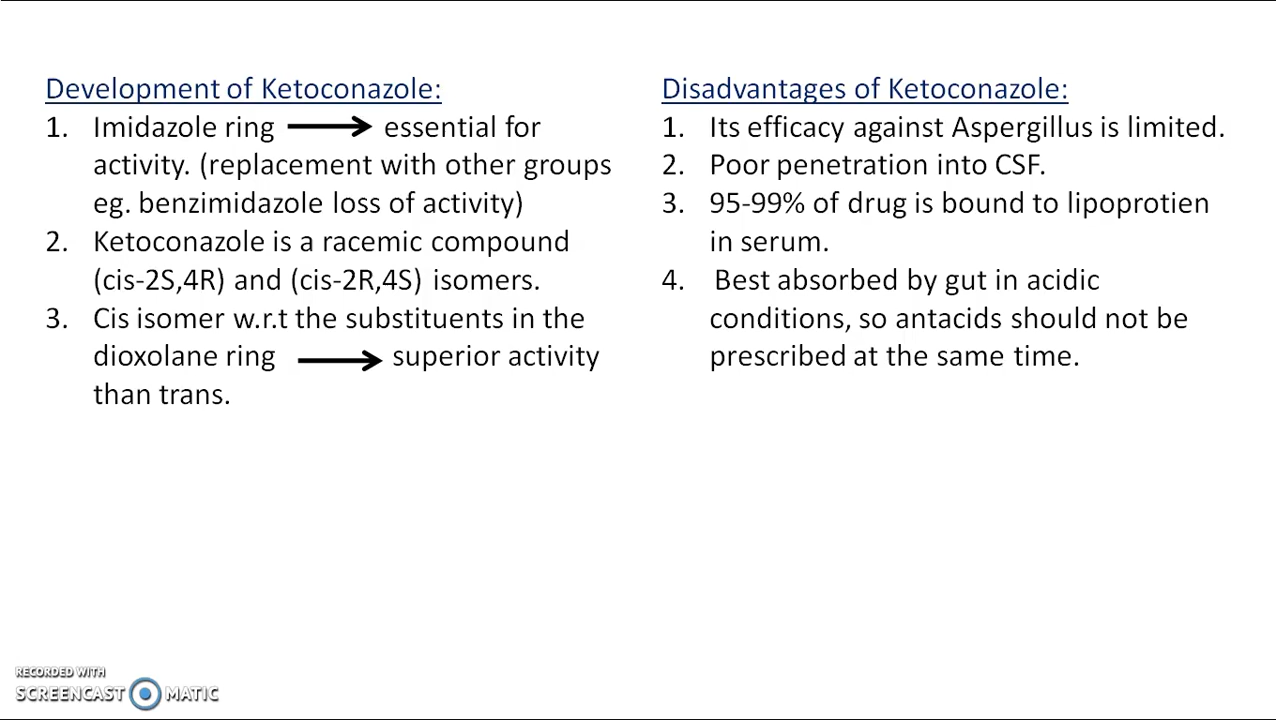 Development of Ketoconazole:
1. Imidazole ring → essential for
activity. (replacement with other groups
eg. benzimidazole loss of activity)
2. Ketoconazole is a racemic compound
(cis-2S,4R) and (cis-2R,4S) isomers.
3. Cis isomer w.r.t the substituents in the
dioxolane ring → superior activity
than trans.
Disadvantages of Ketoconazole:
1. Its efficacy against Aspergillus is limited.
2. Poor penetration into CSF.
3. 95-99% of drug is bound to lipoprotien
in serum.
4. Best absorbed by gut in acidic
conditions, so antacids should not be
prescribed at the same time.
RECORDED WITH
SCREENCAST MATIC